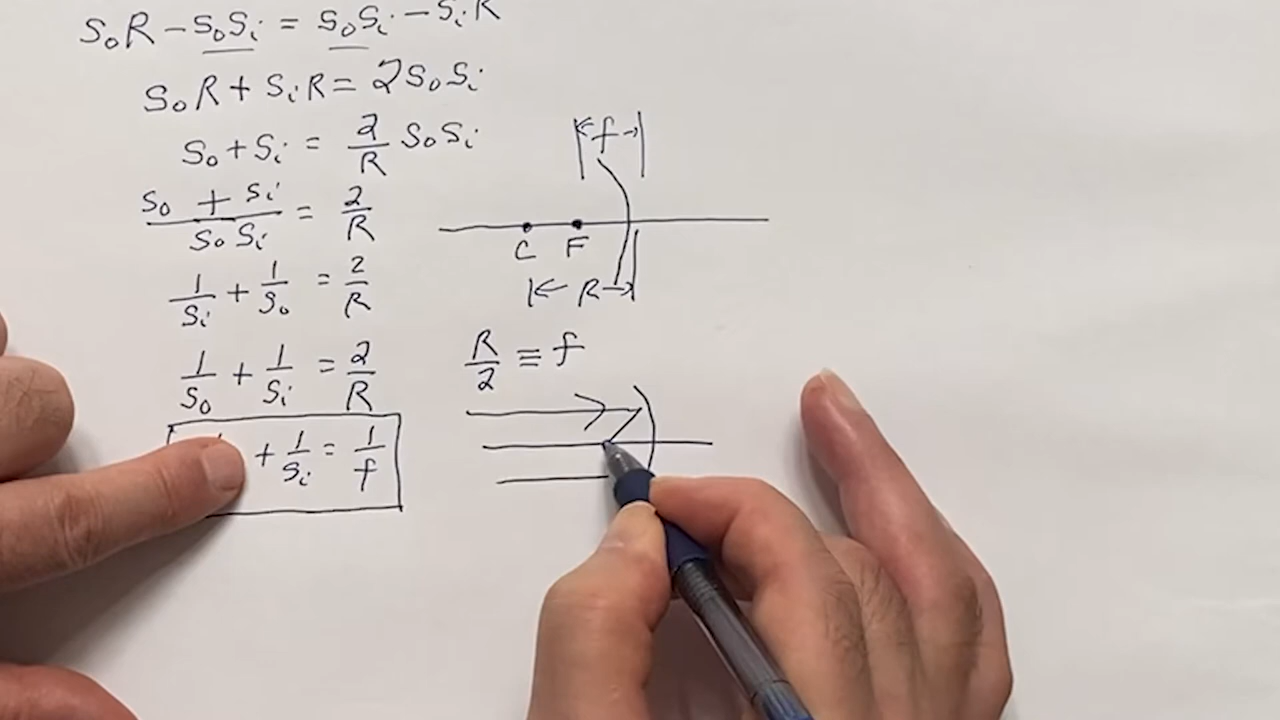 SoR - SoSi = SoSi - SiR
SoR + SiR = 2SoSi
So + Si = 2/R SoSi
So + Si / SoSi = 2/R
1/Si + 1/So = 2/R
1/So + 1/Si = 2/R
+ 1/Si = 1/f
f
C F
R
R/2 ≡ f